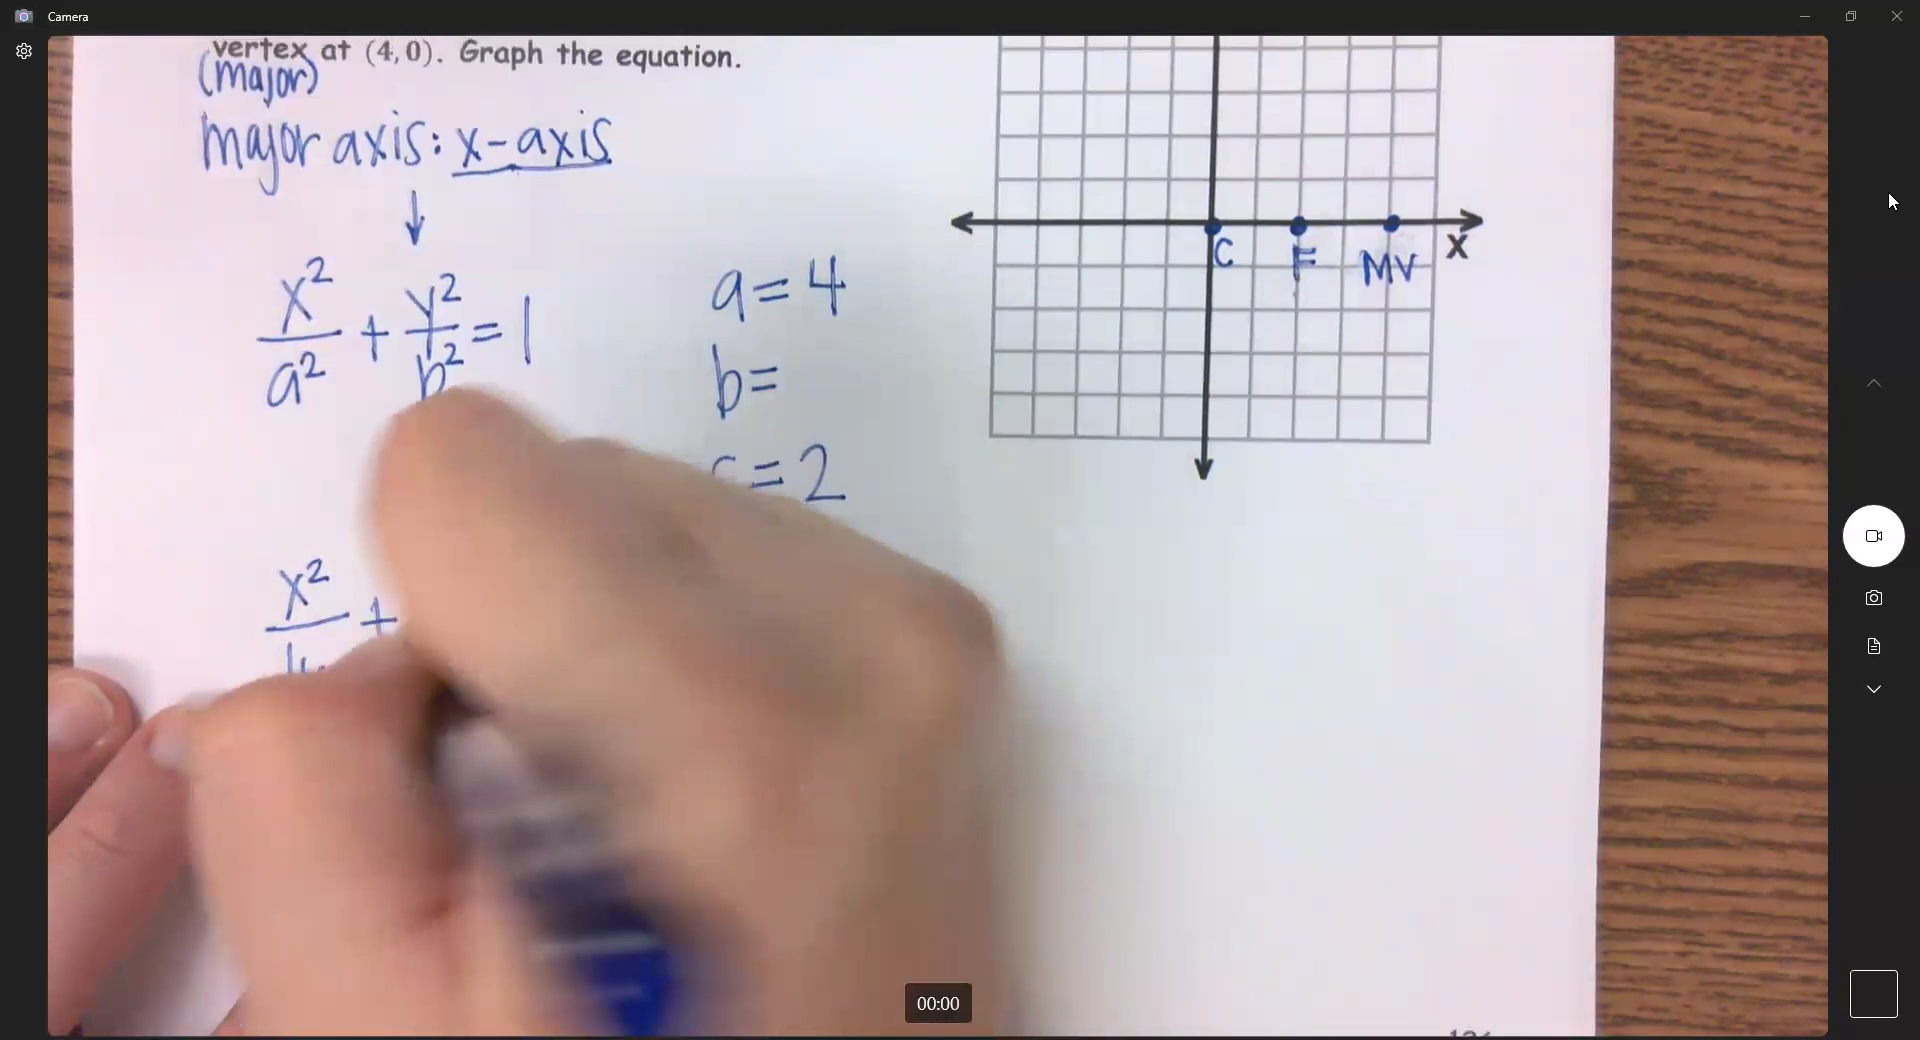 Camera
vertex at (4,0). Graph the equation.
(major)
major axis: x-axis
↓
x²/a² + y²/b² = 1
a = 4
b =
c = 2
x²
+
C
F
MV
X
00:00